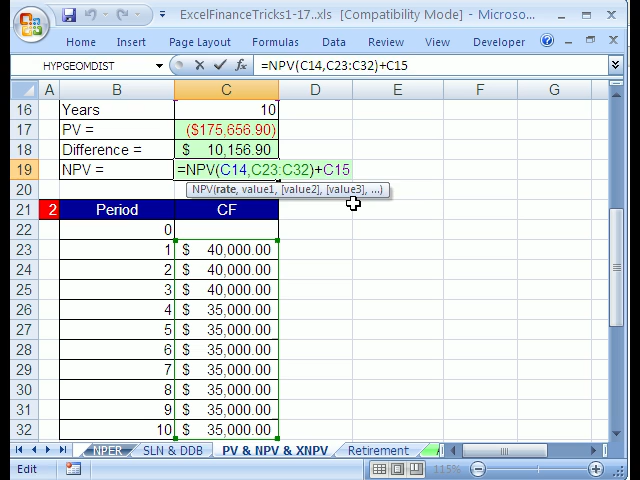 ExcelFinanceTricks1-17..xls [Compatibility Mode] - Microso...
Home Insert Page Layout Formulas Data Review View Developer
HYPGEOMDIST =NPV(C14,C23:C32)+C15
A B C D E F G
16 Years 10
17 PV = ($175,656.90)
18 Difference = $ 10,156.90
19 NPV = =NPV(C14,C23:C32)+C15
20 NPV(rate, value1, [value2], [value3], ...)
21 2 Period CF
22 0
23 1 $ 40,000.00
24 2 $ 40,000.00
25 3 $ 40,000.00
26 4 $ 35,000.00
27 5 $ 35,000.00
28 6 $ 35,000.00
29 7 $ 35,000.00
30 8 $ 35,000.00
31 9 $ 35,000.00
32 10 $ 35,000.00
NPER SLN & DDB PV & NPV & XNPV Retirement
Edit 115%